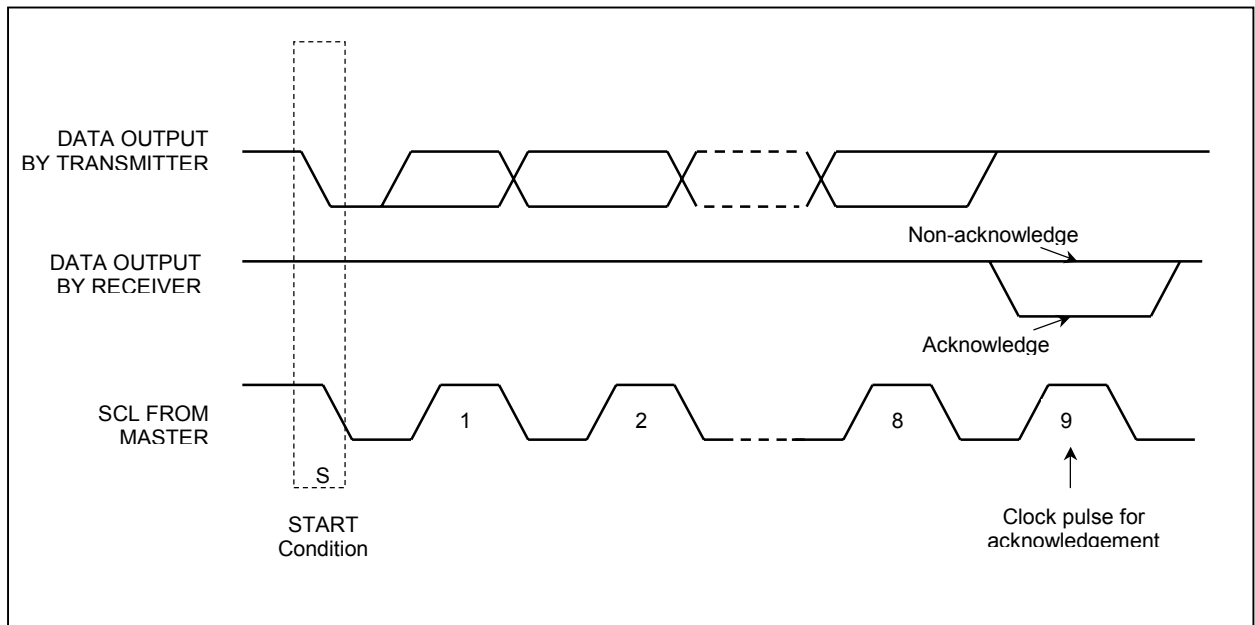 DATA OUTPUT
BY TRANSMITTER
Non-acknowledge
DATA OUTPUT
BY RECEIVER
Acknowledge
SCL FROM
MASTER
1
2
8
9
S
START
Condition
Clock pulse for
acknowledgement